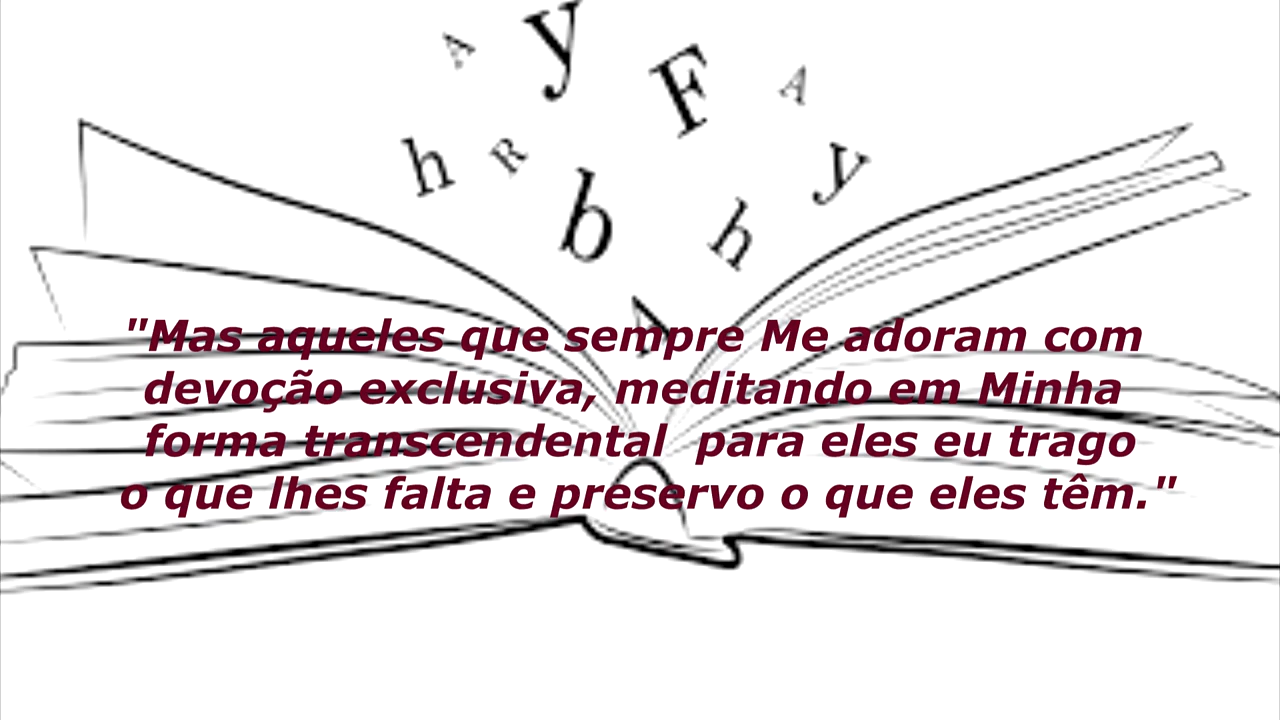 A y F A
h R b h y
A
"Mas aqueles que sempre Me adoram com
devoção exclusiva, meditando em Minha
forma transcendental  para eles eu trago
o que lhes falta e preservo o que eles têm."